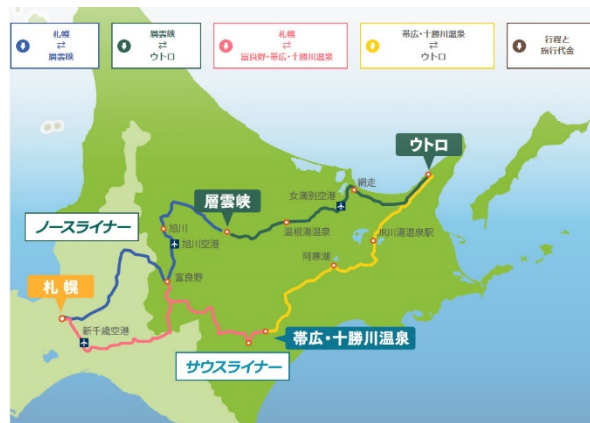 札幌
⇄
層雲峡
層雲峡
⇄
ウトロ
札幌
⇄
富良野・帯広・十勝川温泉
帯広・十勝川温泉
⇄
ウトロ
行程と
旅行代金
ウトロ
網走
女満別空港
層雲峡
温根湯温泉
旭川
旭川空港
JR川湯温泉駅
阿寒湖
ノースライナー
富良野
札幌
新千歳空港
帯広・十勝川温泉
サウスライナー